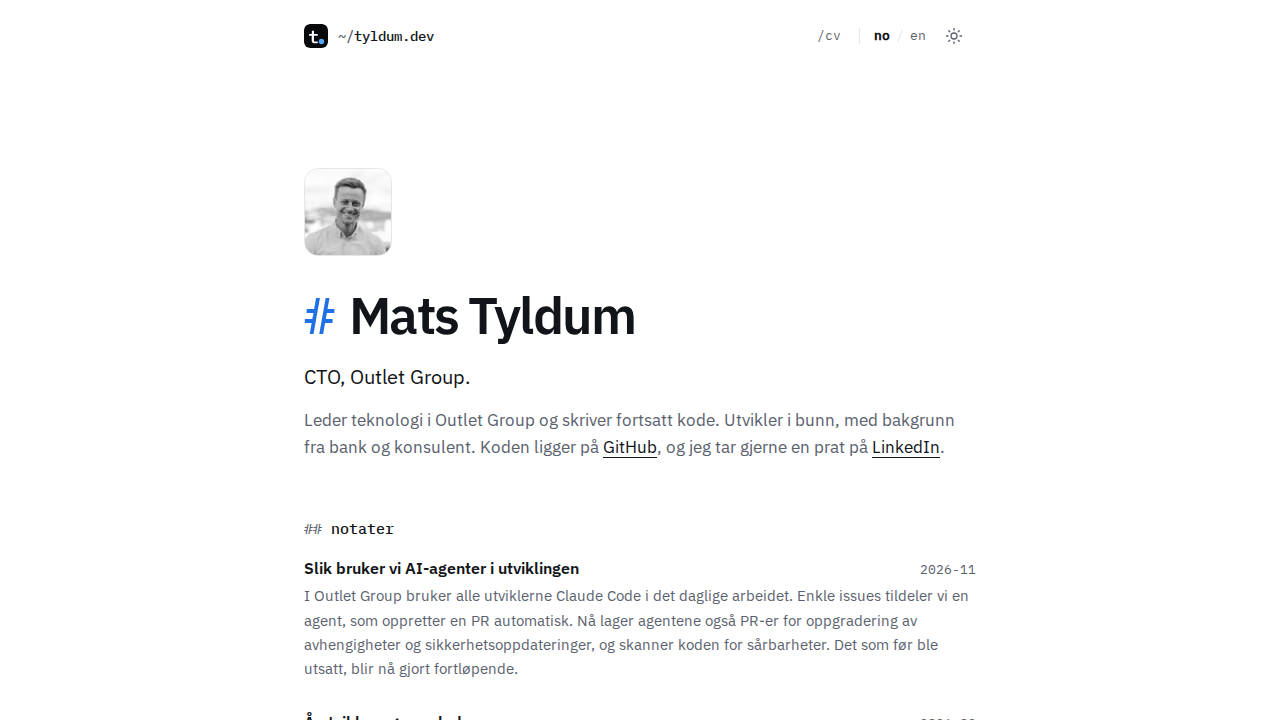 t. ~/tyldum.dev /cv no / en
# Mats Tyldum
CTO, Outlet Group.
Leder teknologi i Outlet Group og skriver fortsatt kode. Utvikler i bunn, med bakgrunn
fra bank og konsulent. Koden ligger på GitHub, og jeg tar gjerne en prat på LinkedIn.
## notater
Slik bruker vi AI-agenter i utviklingen 2026-11
I Outlet Group bruker alle utviklerne Claude Code i det daglige arbeidet. Enkle issues tildeler vi en
agent, som oppretter en PR automatisk. Nå lager agentene også PR-er for oppgradering av
avhengigheter og sikkerhetsoppdateringer, og skanner koden for sårbarheter. Det som før ble
utsatt, blir nå gjort fortløpende.